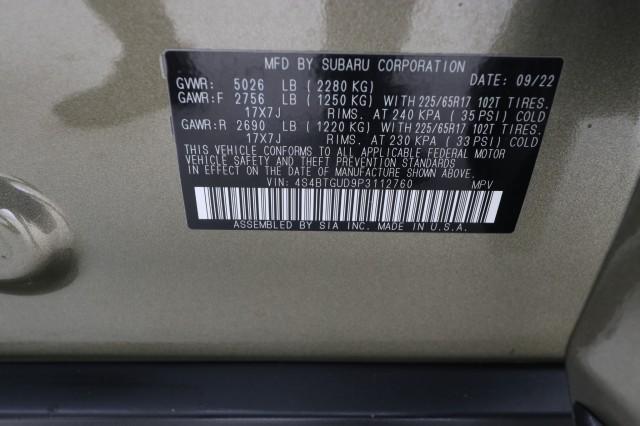 MFD BY SUBARU CORPORATION
GVWR: 5026 LB ( 2280 KG) DATE: 09/22
GAWR:F 2756 LB ( 1250 KG) WITH 225/65R17 102T TIRES.
17X7J RIMS. AT 240 KPA ( 35 PSI) COLD
GAWR:R 2690 LB ( 1220 KG) WITH 225/65R17 102T TIRES.
17X7J RIMS. AT 230 KPA ( 33 PSI) COLD
THIS VEHICLE CONFORMS TO ALL APPLICABLE FEDERAL MOTOR
VEHICLE SAFETY AND THEFT PREVENTION STANDARDS
IN EFFECT ON THE DATE OF MANUFACTURE SHOWN ABOVE.
VIN: 4S4BTGUD9P3112760 MPV
ASSEMBLED BY SIA INC. MADE IN U.S.A.